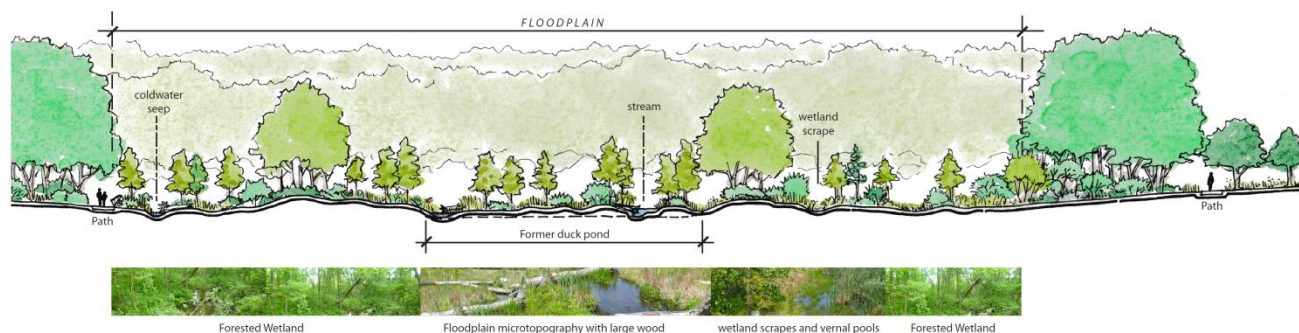 FLOODPLAIN
coldwater
seep
stream
wetland
scrape
Path
Path
Former duck pond
Forested Wetland
Floodplain microtopography with large wood
wetland scrapes and vernal pools
Forested Wetland